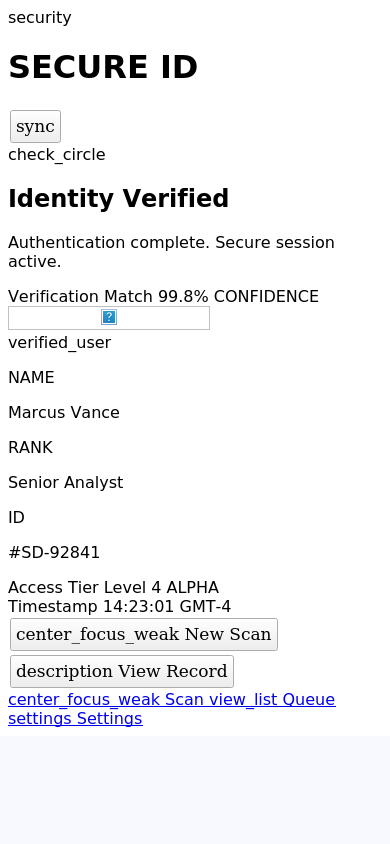 security
SECURE ID
sync
check_circle
Identity Verified
Authentication complete. Secure session
active.
Verification Match 99.8% CONFIDENCE
?
verified_user
NAME
Marcus Vance
RANK
Senior Analyst
ID
#SD-92841
Access Tier Level 4 ALPHA
Timestamp 14:23:01 GMT-4
center_focus_weak New Scan
description View Record
center_focus_weak Scan view_list Queue
settings Settings